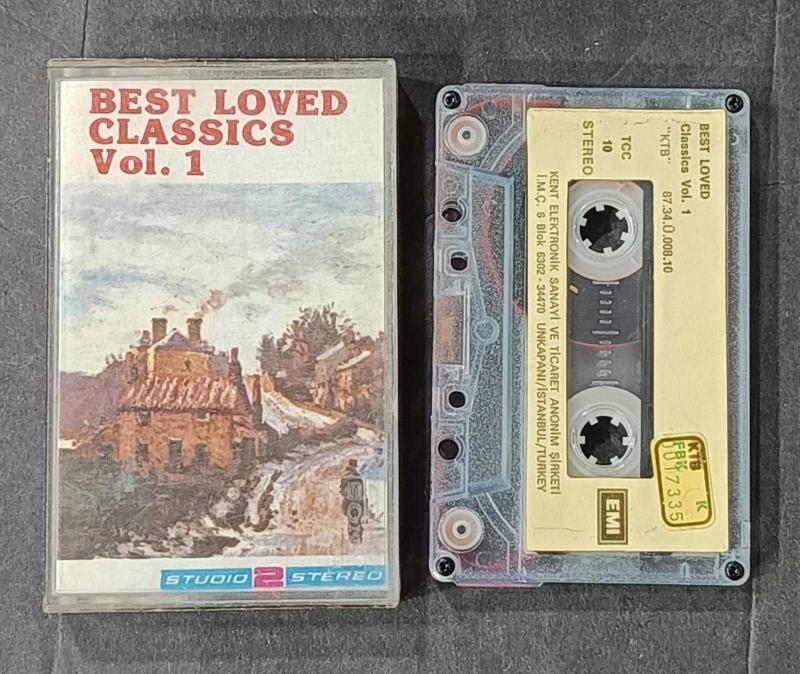 BEST LOVED
CLASSICS
Vol. 1
STUDIO 2 STEREO
BEST LOVED
Classics Vol. 1
"KTB"
87.34.Ü.008.10
TCC
10
STEREO
KENT ELEKTRONİK SANAYİ VE TİCARET ANONİM ŞİRKETİ
İ.M.Ç. 6 Blok 6302 - 34470 UNKAPANI/İSTANBUL/TURKEY
EMI
KTB
FBK K
0017335